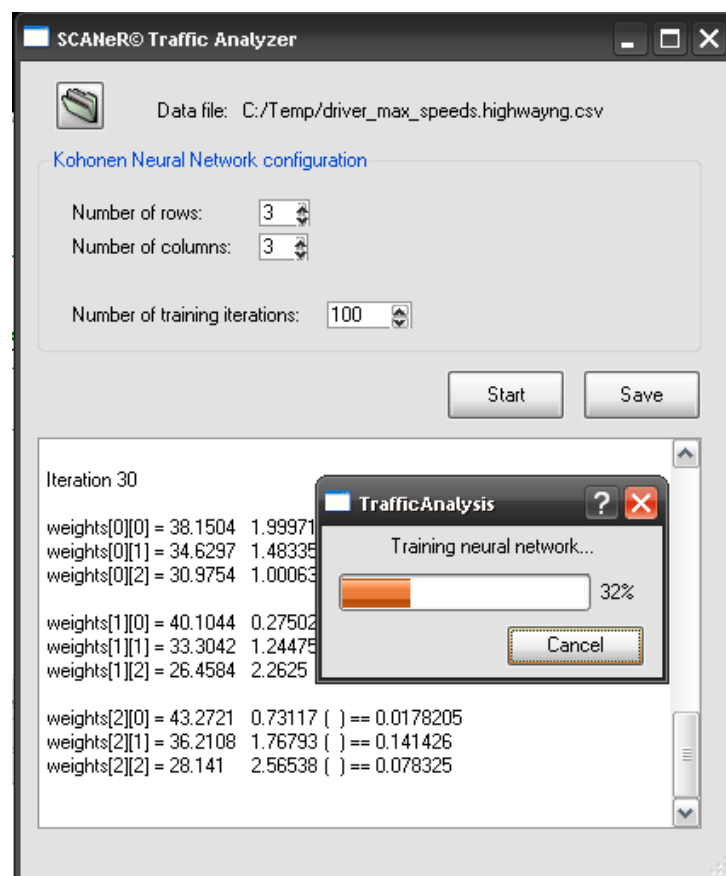 SCANeR© Traffic Analyzer
Data file: C:/Temp/driver_max_speeds.highwayng.csv
Kohonen Neural Network configuration
Number of rows: 3
Number of columns: 3
Number of training iterations: 100
Start Save
Iteration 30
weights[0][0] = 38.1504 1.99971
weights[0][1] = 34.6297 1.48335
weights[0][2] = 30.9754 1.00063
weights[1][0] = 40.1044 0.27502
weights[1][1] = 33.3042 1.24475
weights[1][2] = 26.4584 2.2625
weights[2][0] = 43.2721 0.73117 ( ) == 0.0178205
weights[2][1] = 36.2108 1.76793 ( ) == 0.141426
weights[2][2] = 28.141 2.56538 ( ) == 0.078325
TrafficAnalysis ?
Training neural network...
32%
Cancel